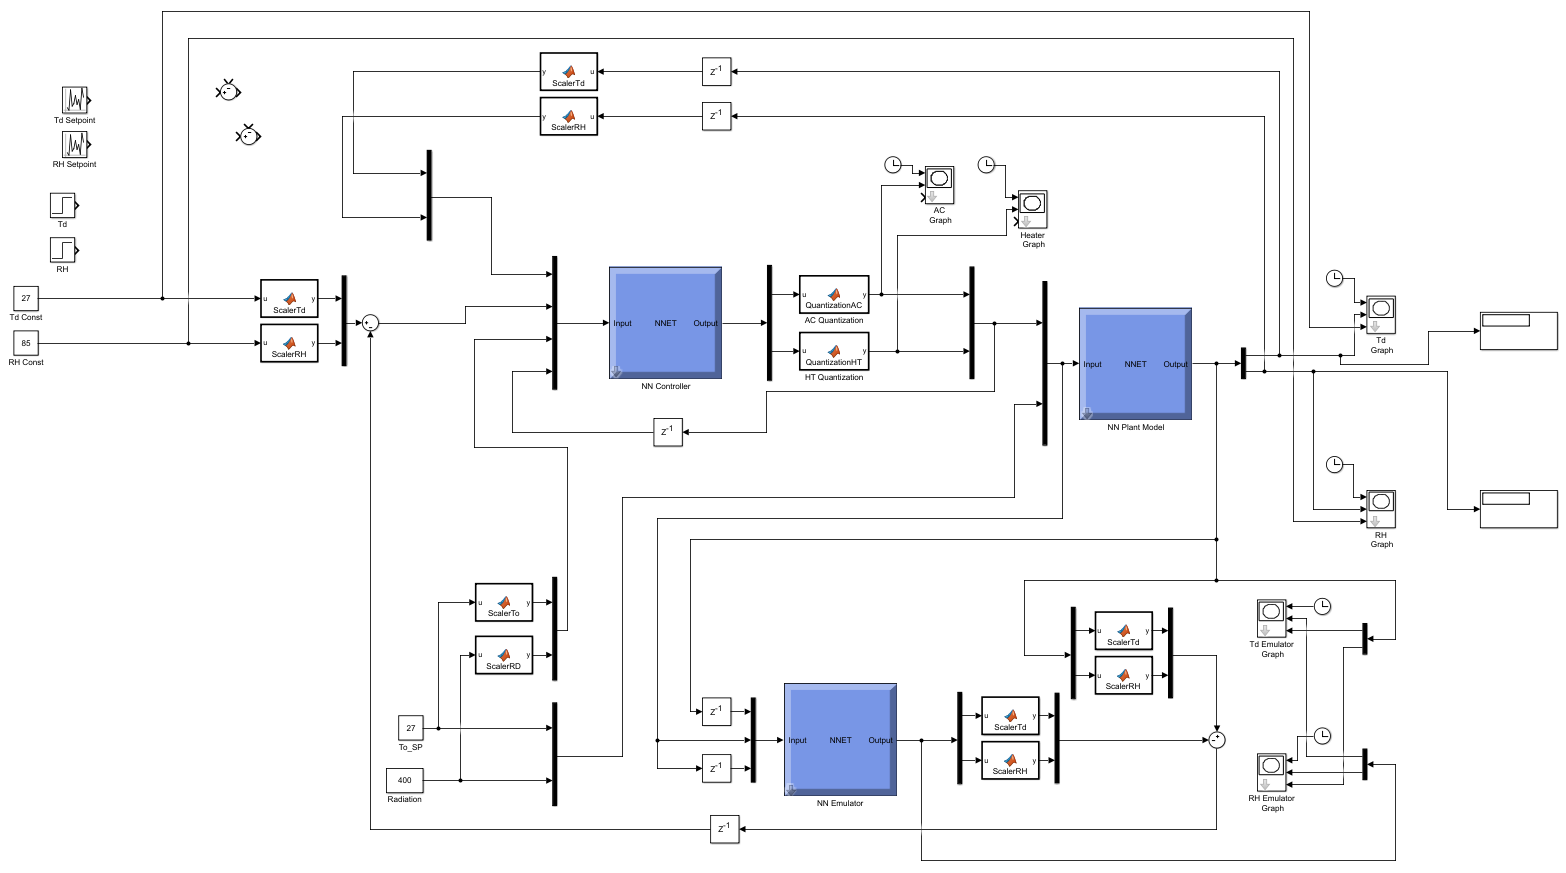 y ScalerTd u
Z-1
y ScalerRH u
Z-1
Td Setpoint
RH Setpoint
Td
RH
AC
Graph
Heater
Graph
27
Td Const
85
RH Const
u ScalerTd y
u ScalerRH y
+
-
Input NNET Output
NN Controller
u QuantizationAC y
AC Quantization
u QuantizationHT y
HT Quantization
Z-1
Input NNET Output
NN Plant Model
Td
Graph
RH
Graph
u ScalerTo y
u ScalerRD y
27
To_SP
400
Radiation
Z-1
Z-1
Input NNET Output
NN Emulator
u ScalerTd y
u ScalerRH y
u ScalerTd y
u ScalerRH y
Td Emulator
Graph
RH Emulator
Graph
Z-1